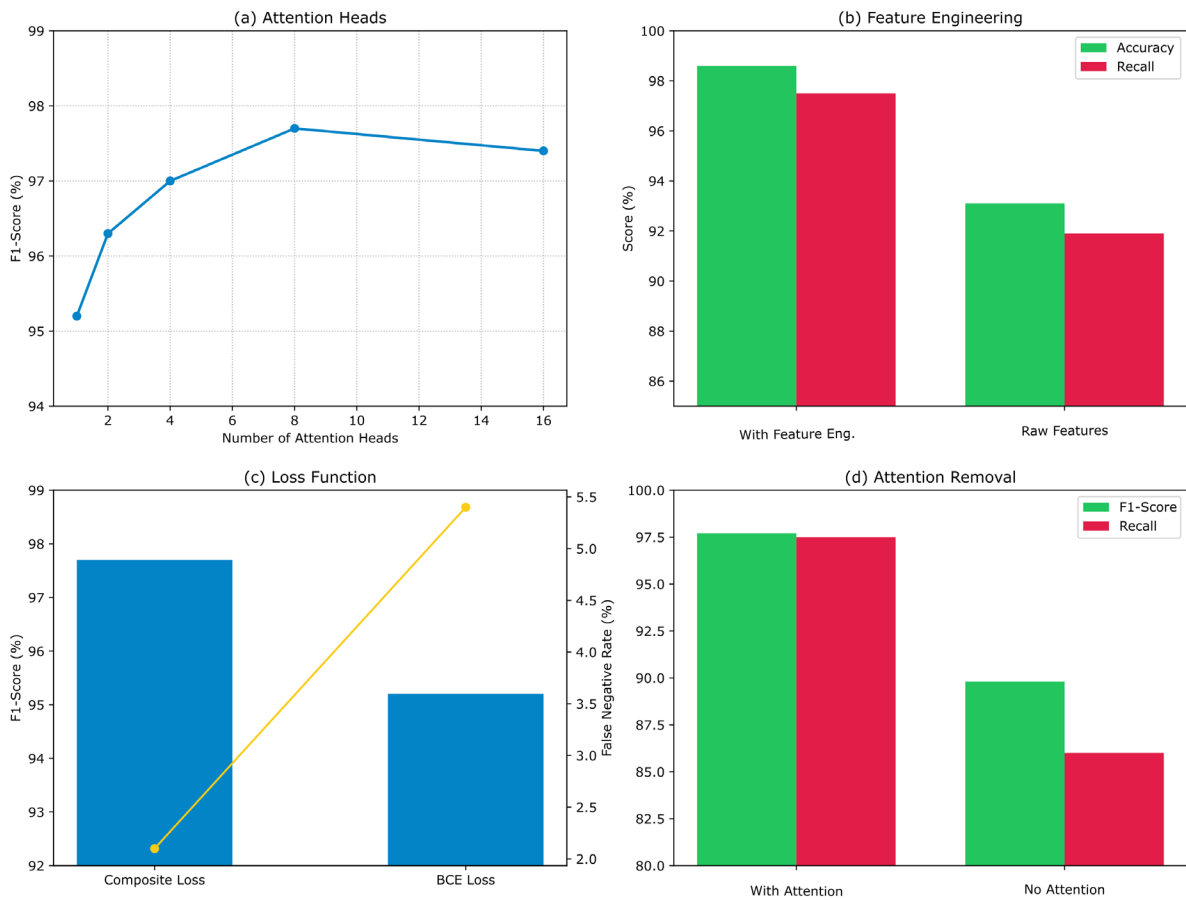 (a) Attention Heads
99
98
97
96
95
94
F1-Score (%)
2 4 6 8 10 12 14 16
Number of Attention Heads
(b) Feature Engineering
100
98
96
94
92
90
88
86
Score (%)
Accuracy
Recall
With Feature Eng. Raw Features
(c) Loss Function
99
98
97
96
95
94
93
92
F1-Score (%)
5.5
5.0
4.5
4.0
3.5
3.0
2.5
2.0
False Negative Rate (%)
Composite Loss BCE Loss
(d) Attention Removal
100.0
97.5
95.0
92.5
90.0
87.5
85.0
82.5
80.0
F1-Score
Recall
With Attention No Attention